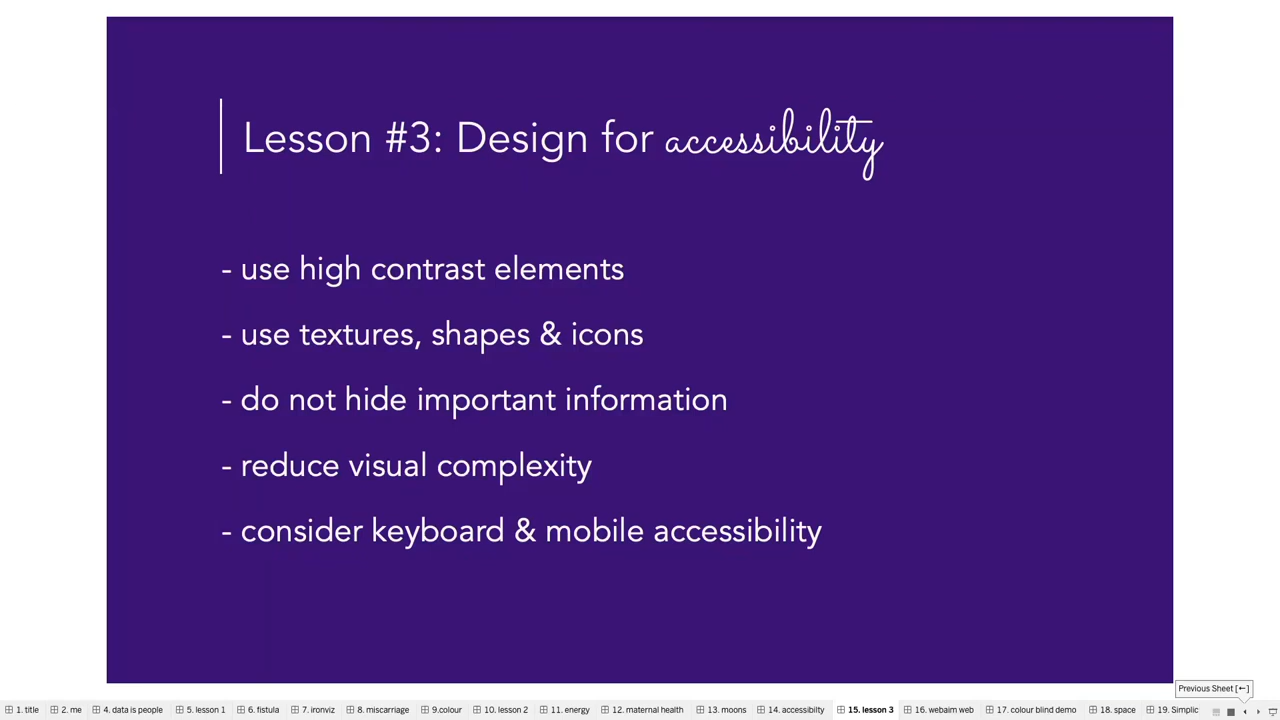 Lesson #3: Design for accessibility
- use high contrast elements
- use textures, shapes & icons
- do not hide important information
- reduce visual complexity
- consider keyboard & mobile accessibility
Previous Sheet [←]
1. title 2. me 4. data is people 5. lesson 1 6. fistula 7. ironviz 8. miscarriage 9.colour 10. lesson 2 11. energy 12. maternal health 13. moons 14. accessibilty 15. lesson 3 16. webaim web 17. colour blind demo 18. space 19. Simplic